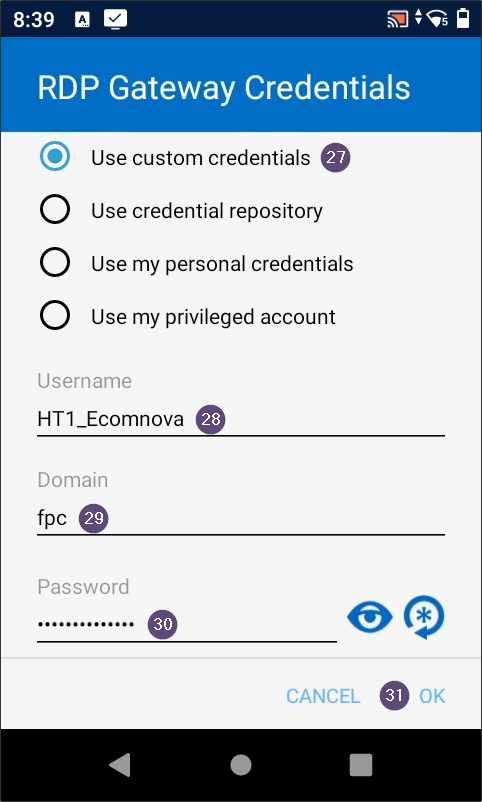 8:39 A 5
RDP Gateway Credentials
Use custom credentials 27
Use credential repository
Use my personal credentials
Use my privileged account
Username
HT1_Ecomnova 28
Domain
fpc 29
Password
•••••••••••••• 30
CANCEL 31 OK